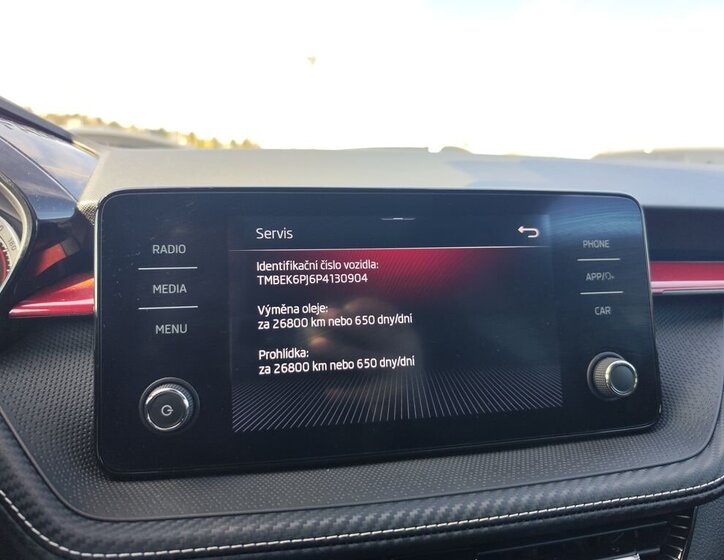 RADIO
MEDIA
MENU
Servis
Identifikační číslo vozidla:
TMBEK6PJ6P4130904
Výměna oleje:
za 26800 km nebo 650 dny/dní
Prohlídka:
za 26800 km nebo 650 dny/dní
PHONE
APP/
CAR